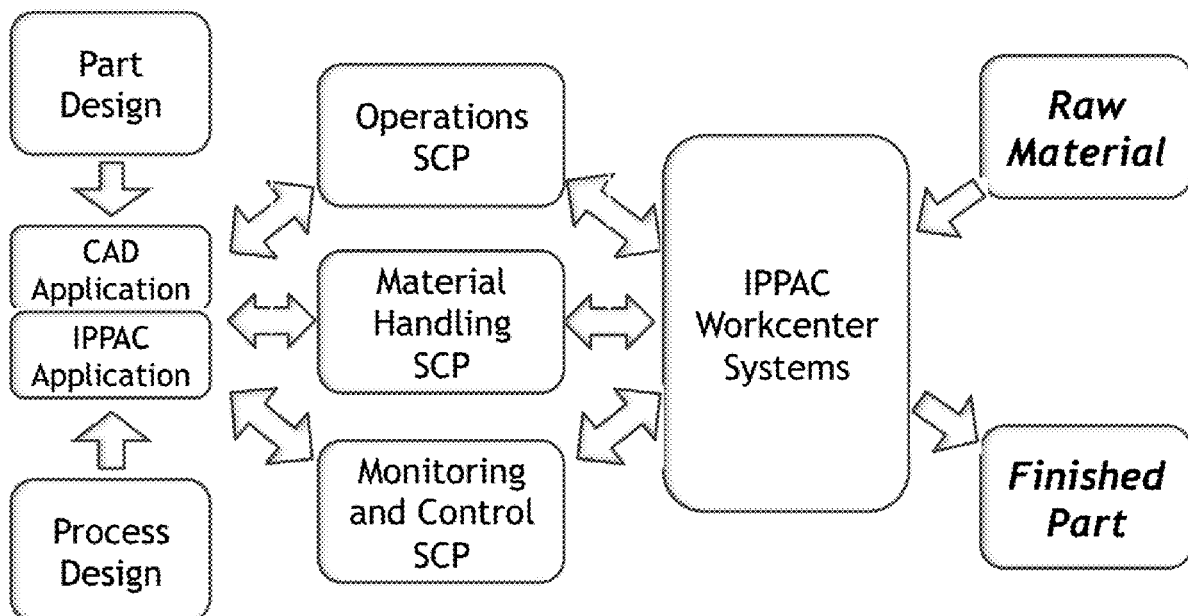 Part
Design
CAD
Application
IPPAC
Application
Process
Design
Operations
SCP
Material
Handling
SCP
Monitoring
and Control
SCP
IPPAC
Workcenter
Systems
Raw
Material
Finished
Part